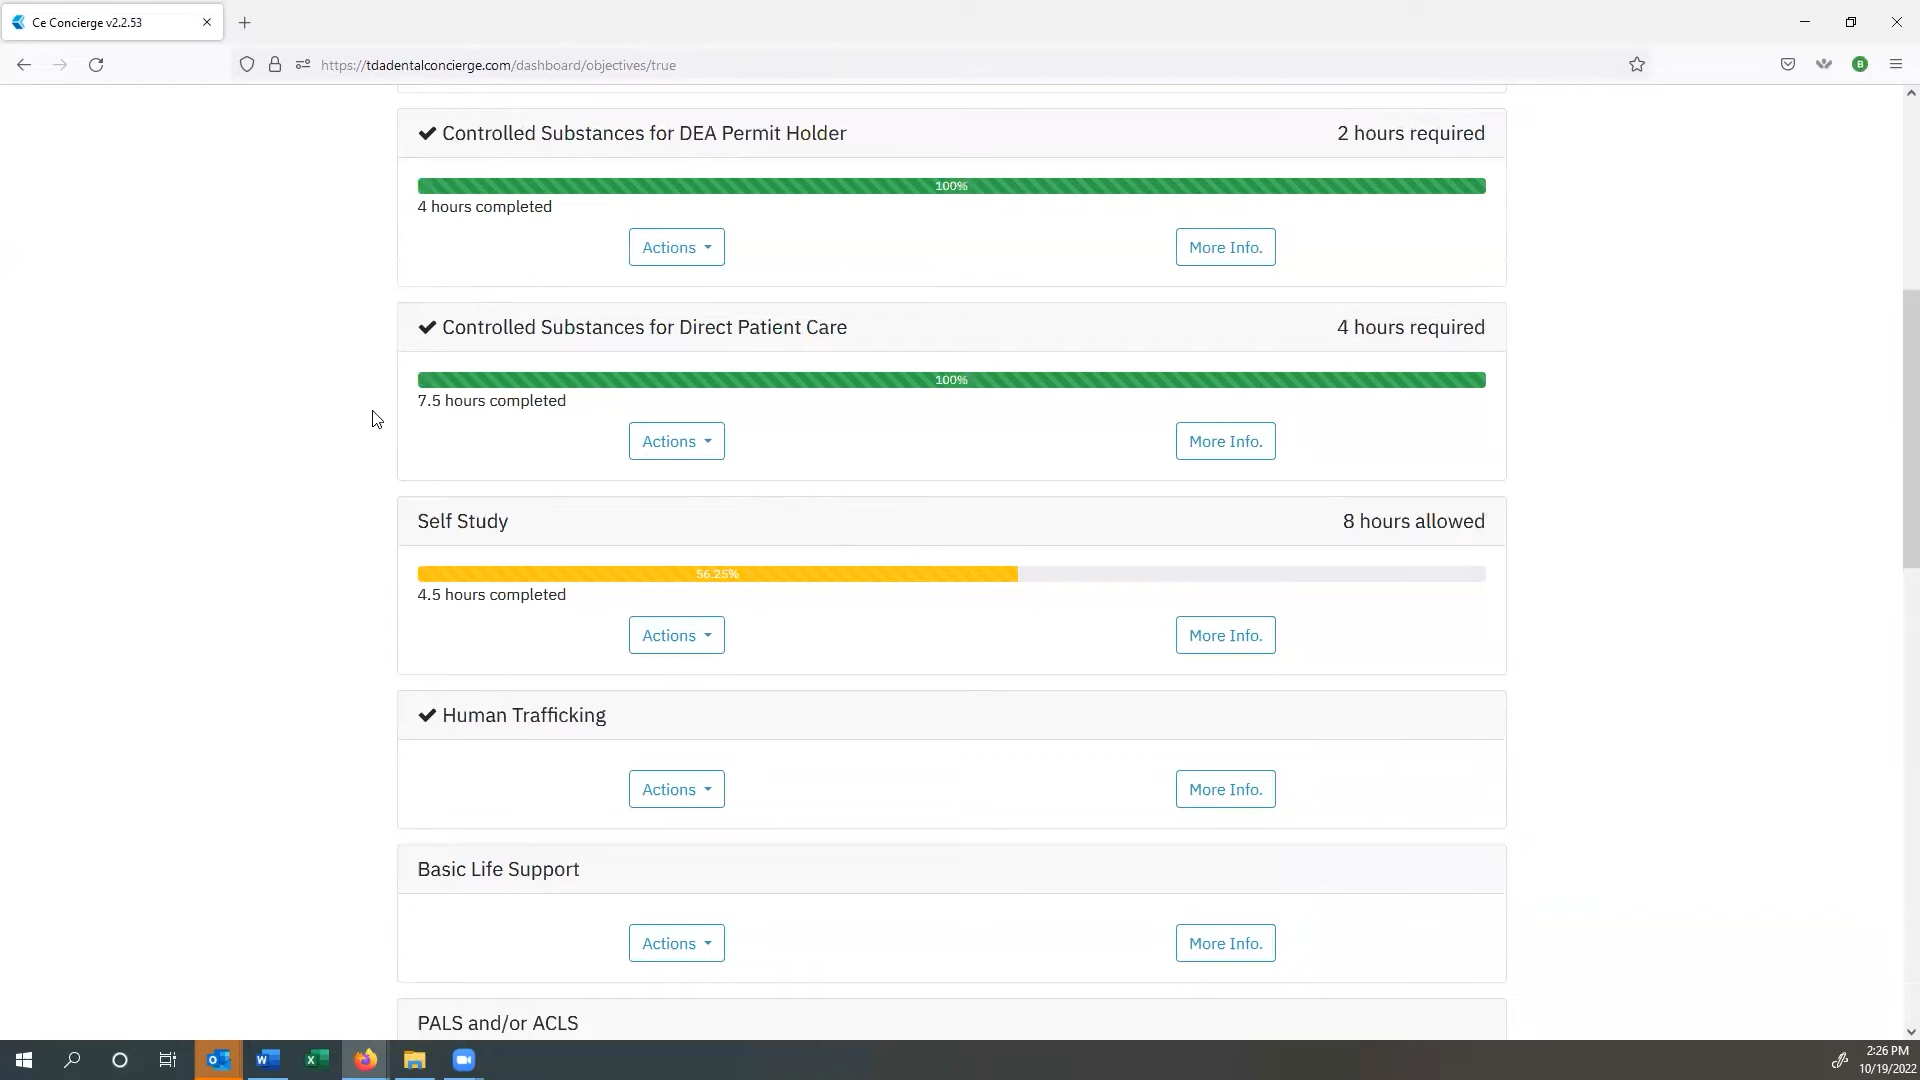 Ce Concierge v2.2.53
https://tdadentalconcierge.com/dashboard/objectives/true
B
Controlled Substances for DEA Permit Holder 2 hours required
100%
4 hours completed
Actions More Info.
Controlled Substances for Direct Patient Care 4 hours required
100%
7.5 hours completed
Actions More Info.
Self Study 8 hours allowed
56.25%
4.5 hours completed
Actions More Info.
Human Trafficking
Actions More Info.
Basic Life Support
Actions More Info.
PALS and/or ACLS
2:26 PM
10/19/2022